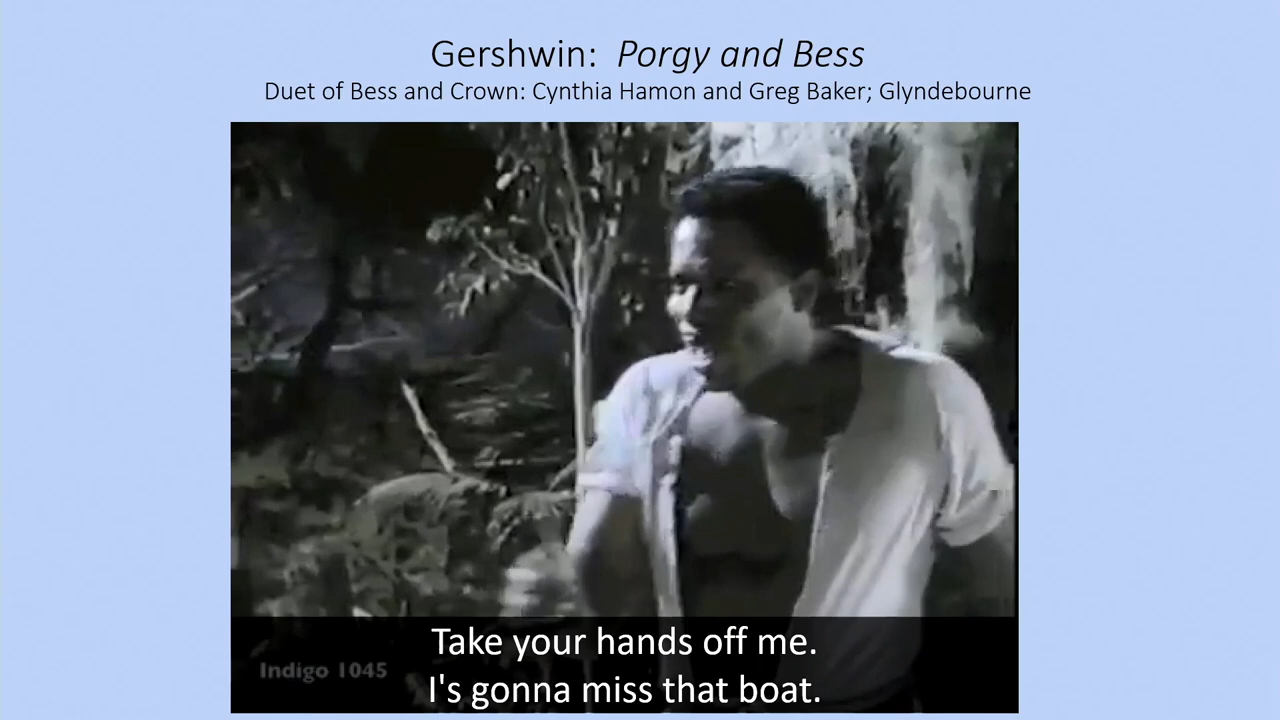 Gershwin: Porgy and Bess
Duet of Bess and Crown: Cynthia Hamon and Greg Baker; Glyndebourne
Take your hands off me.
Indigo 1045
I's gonna miss that boat.